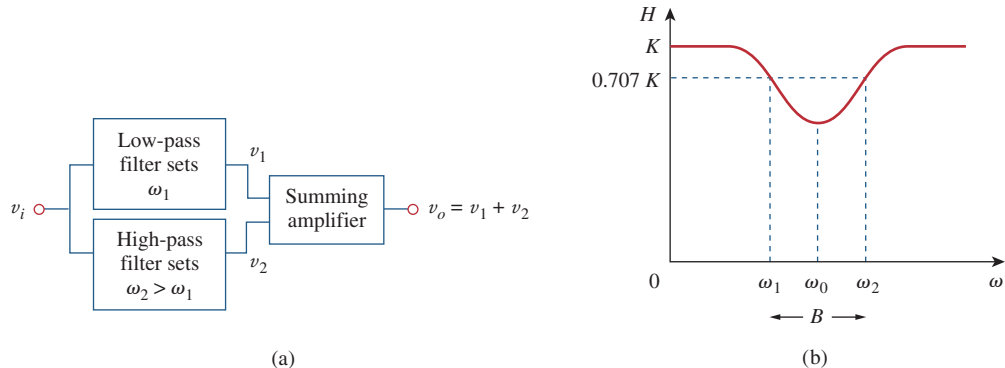 Low-pass
filter sets
ω₁
v₁
vᵢ
Summing
amplifier
vₒ = v₁ + v₂
High-pass
filter sets
ω₂ > ω₁
v₂
(a)
H
K
0.707 K
0
ω₁
ω₀
ω₂
ω
B
(b)